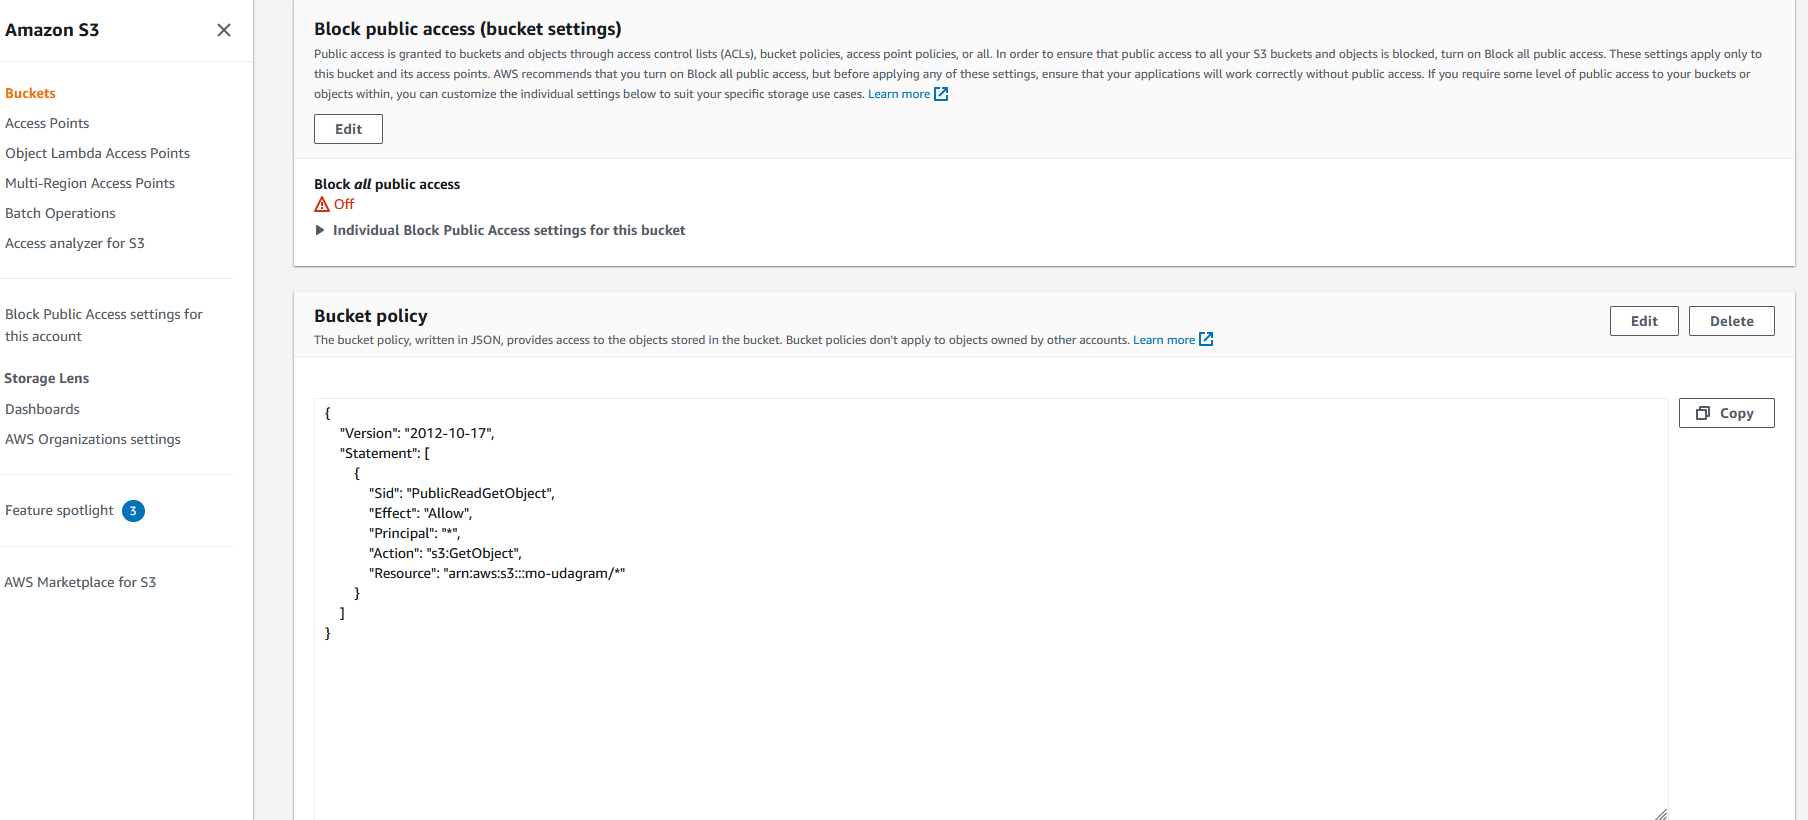 Amazon S3
Buckets
Access Points
Object Lambda Access Points
Multi-Region Access Points
Batch Operations
Access analyzer for S3
Block Public Access settings for
this account
Storage Lens
Dashboards
AWS Organizations settings
Feature spotlight 3
AWS Marketplace for S3
Block public access (bucket settings)
Public access is granted to buckets and objects through access control lists (ACLs), bucket policies, access point policies, or all. In order to ensure that public access to all your S3 buckets and objects is blocked, turn on Block all public access. These settings apply only to
this bucket and its access points. AWS recommends that you turn on Block all public access, but before applying any of these settings, ensure that your applications will work correctly without public access. If you require some level of public access to your buckets or
objects within, you can customize the individual settings below to suit your specific storage use cases. Learn more
Edit
Block all public access
Off
Individual Block Public Access settings for this bucket
Bucket policy
Edit
Delete
The bucket policy, written in JSON, provides access to the objects stored in the bucket. Bucket policies don't apply to objects owned by other accounts. Learn more
Copy
{
"Version": "2012-10-17",
"Statement": [
{
"Sid": "PublicReadGetObject",
"Effect": "Allow",
"Principal": "*",
"Action": "s3:GetObject",
"Resource": "arn:aws:s3:::mo-udagram/*"
}
]
}